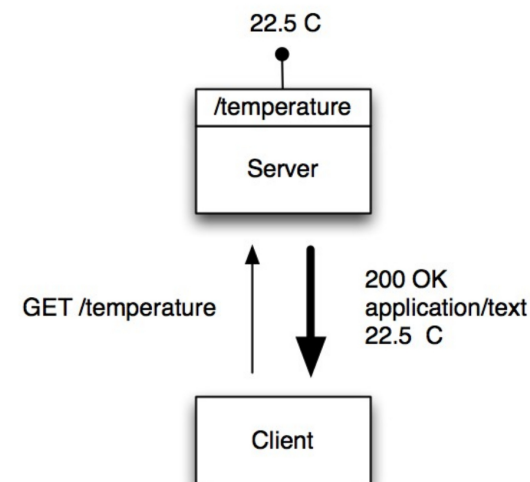 22.5 C
/temperature
Server
GET /temperature
200 OK
application/text
22.5 C
Client